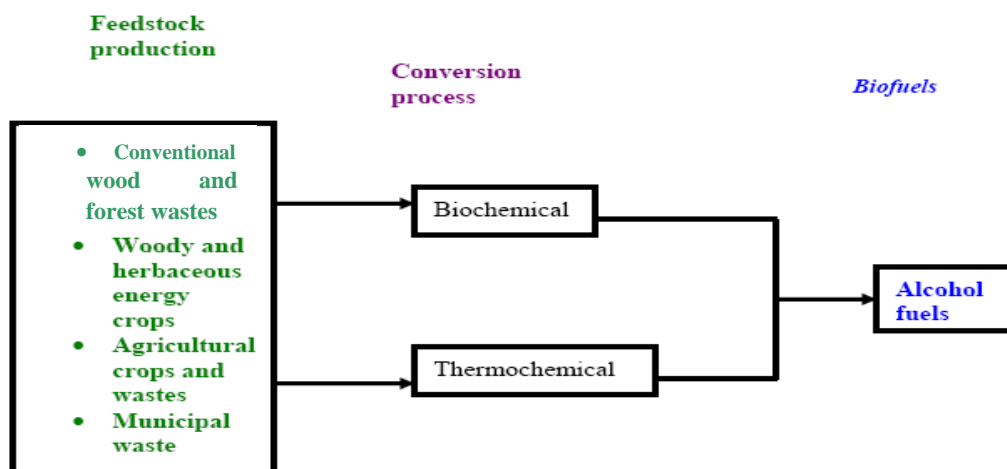 Feedstock
production
Conversion
process
Biofuels
• Conventional
wood and
forest wastes
• Woody and
herbaceous
energy
crops
• Agricultural
crops and
wastes
• Municipal
waste
Biochemical
Thermochemical
Alcohol
fuels